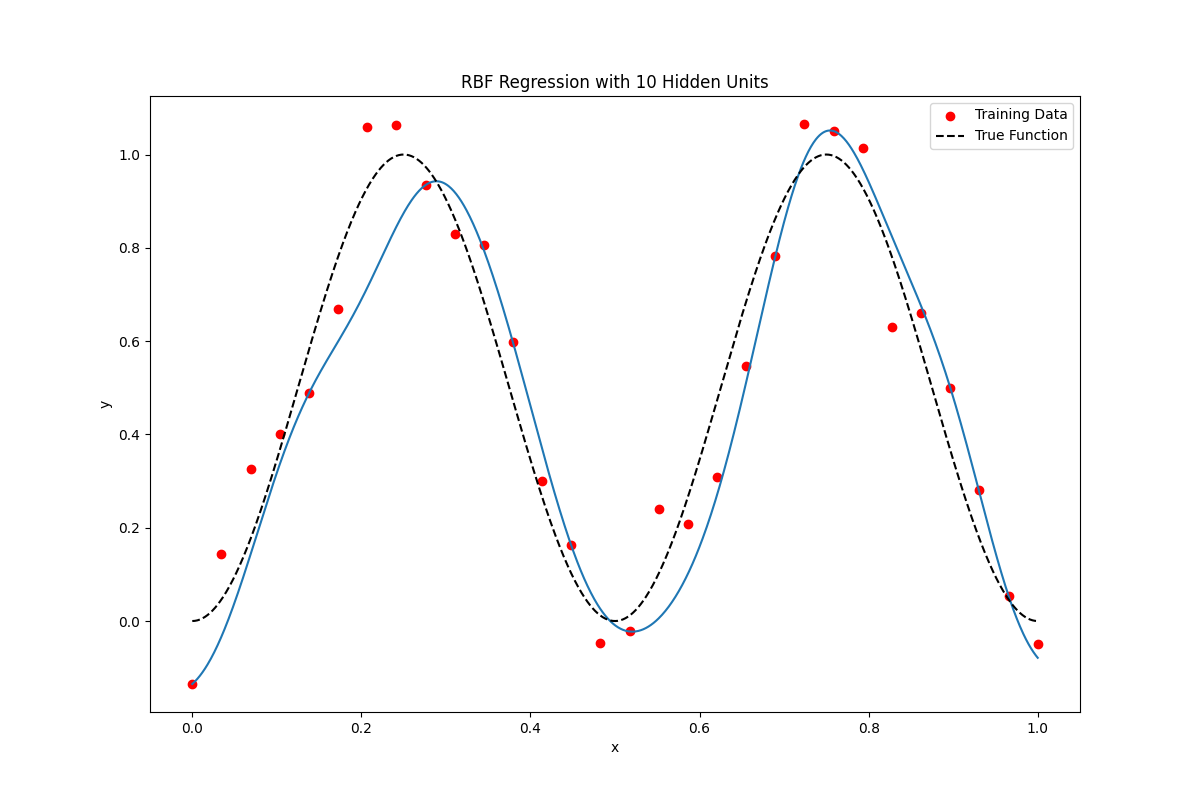 RBF Regression with 10 Hidden Units
Training Data
True Function
y
1.0
0.8
0.6
0.4
0.2
0.0
0.0 0.2 0.4 0.6 0.8 1.0
x